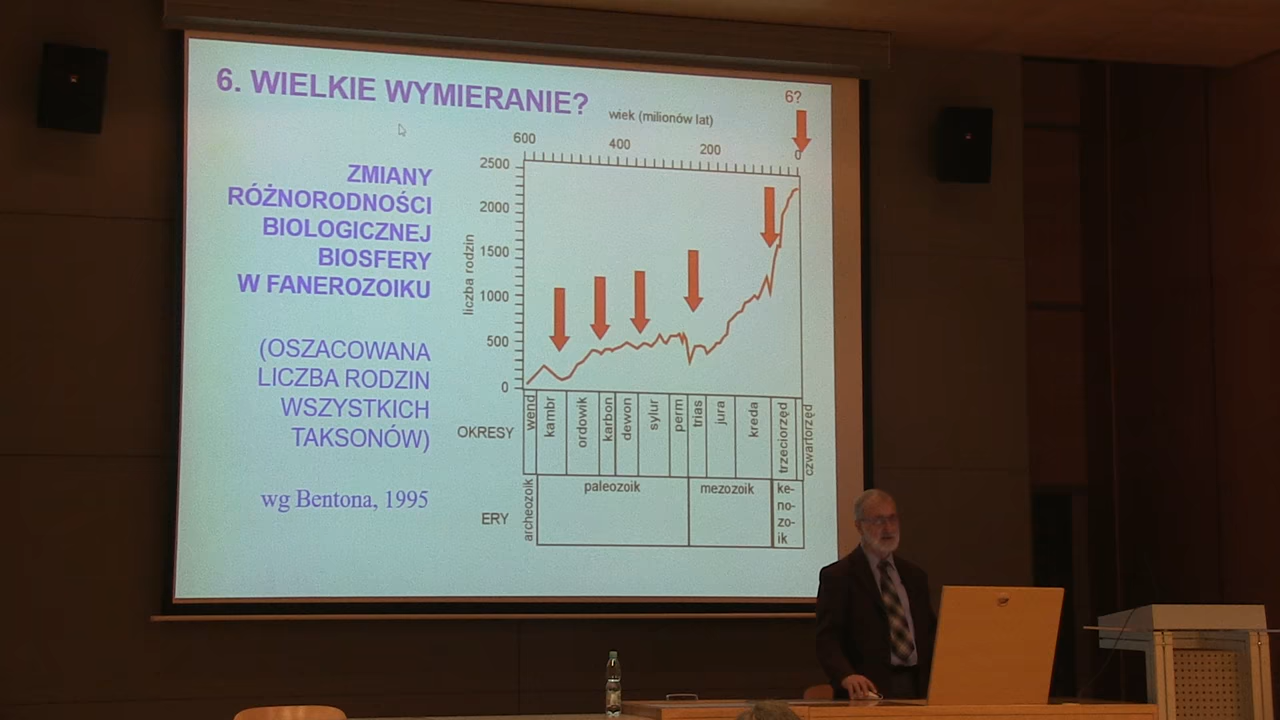 6. WIELKIE WYMIERANIE?
6?
wiek (milionów lat)
600
400
200
0
ZMIANY
RÓŻNORODNOŚCI
BIOLOGICZNEJ
BIOSFERY
W FANEROZOIKU
(OSZACOWANA
LICZBA RODZIN
WSZYSTKICH
TAKSONÓW)
wg Bentona, 1995
liczba rodzin
2500
2000
1500
1000
500
0
OKRESY
wend
kambr
ordowik
karbon
dewon
sylur
perm
trias
jura
kreda
trzeciorzęd
czwartorzęd
ERY
archeozoik
paleozoik
mezozoik
ke-
no-
zo-
ik